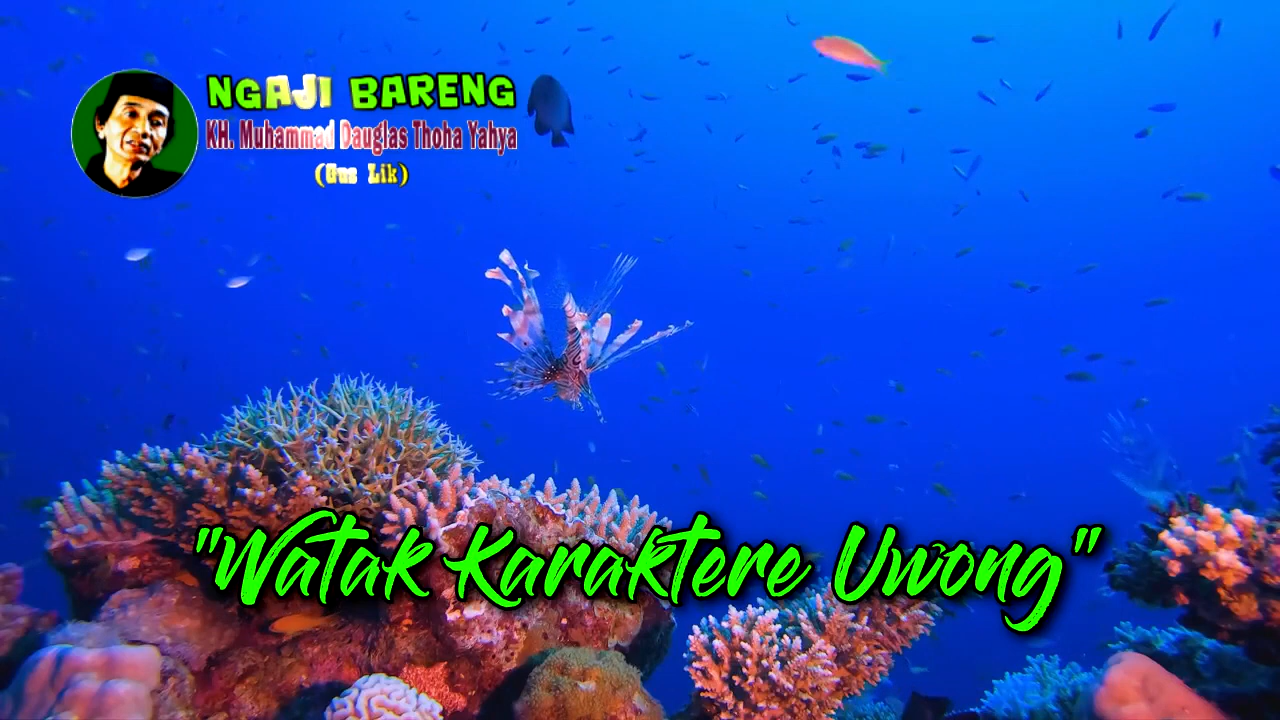 NGAJI BARENG
KH. Muhammad Dauglas Thoha Yahya
(Gus Lik)
"Watak Karaktere Uwong"